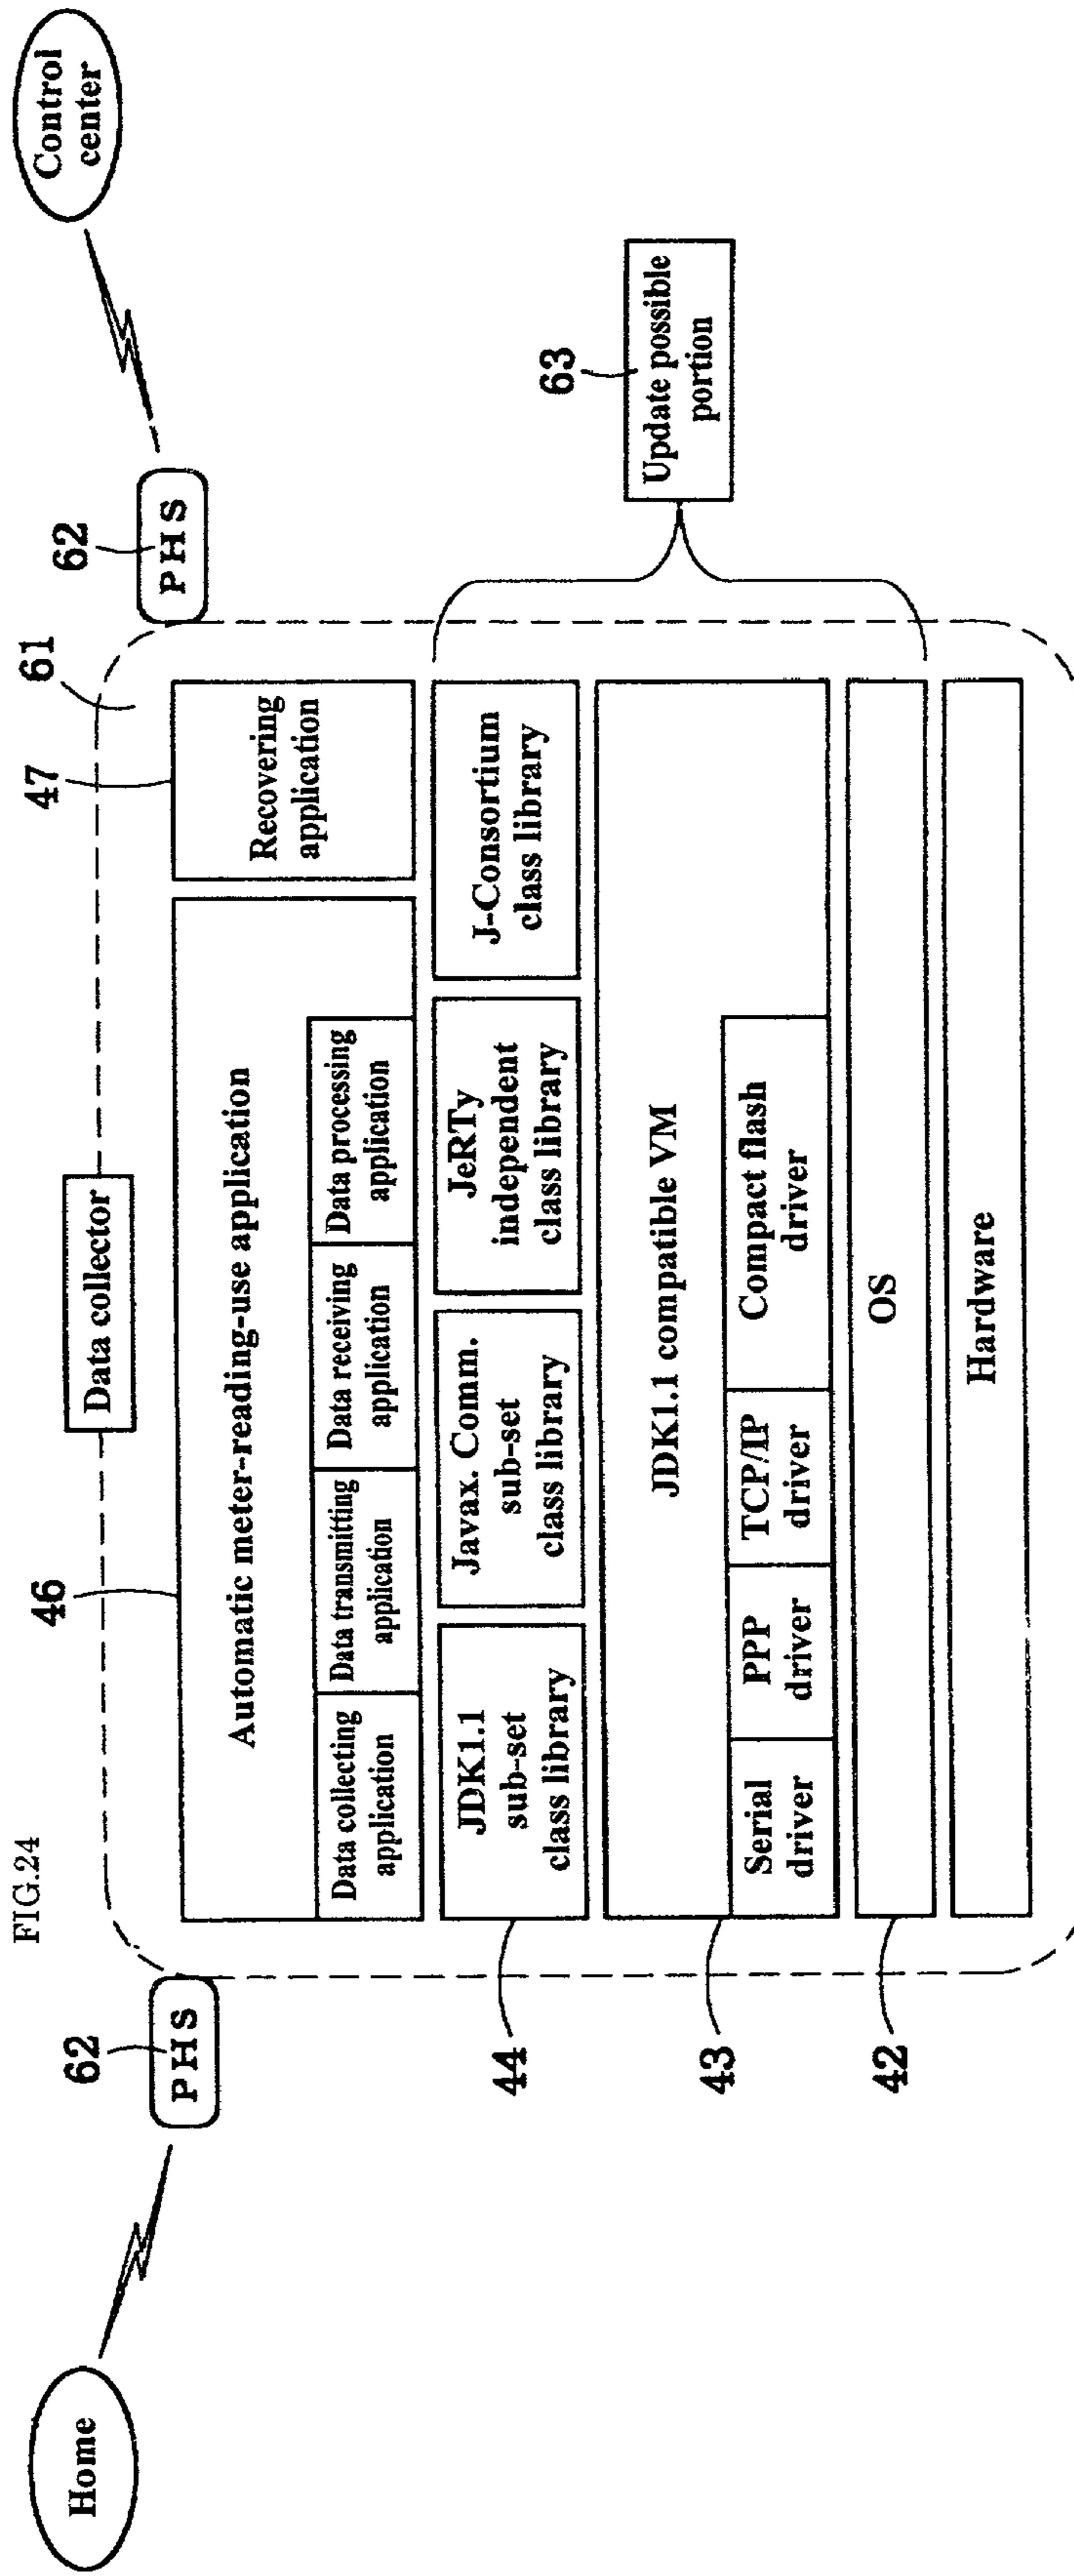 FIG.24
Home
62
PHS
Data collector
61
62
PHS
Control
center
46
47
Automatic meter-reading-use application
Data collecting
application
Data transmitting
application
Data receiving
application
Data processing
application
Recovering
application
44
JDK1.1
sub-set
class library
Javax. Comm.
sub-set
class library
JeRTy
independent
class library
J-Consortium
class library
63
Update possible
portion
43
JDK1.1 compatible VM
Serial
driver
PPP
driver
TCP/IP
driver
Compact flash
driver
42
OS
Hardware